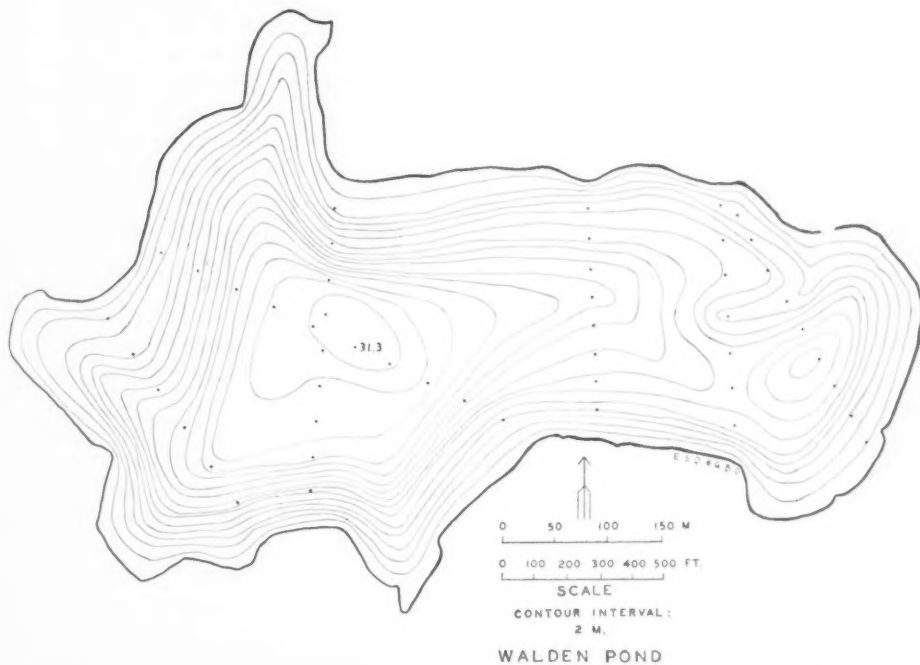 31.3
0 50 100 150 M
0 100 200 300 400 500 FT.
SCALE
CONTOUR INTERVAL:
2 M.
WALDEN POND